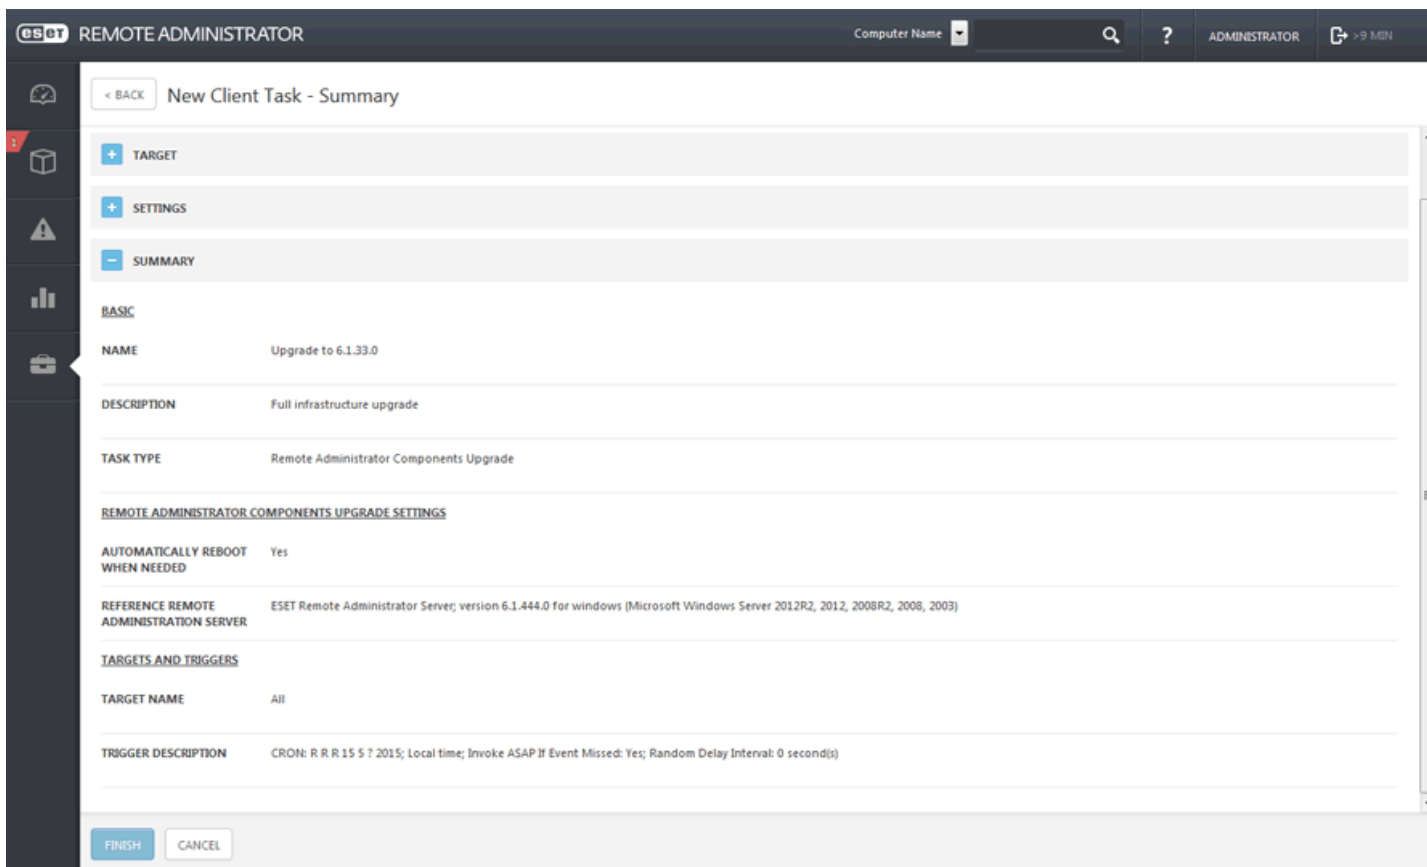 eset REMOTE ADMINISTRATOR
Computer Name
?
ADMINISTRATOR
>9 MIN
< BACK
New Client Task - Summary
1
+ TARGET
+ SETTINGS
− SUMMARY
BASIC
NAME
Upgrade to 6.1.33.0
DESCRIPTION
Full infrastructure upgrade
TASK TYPE
Remote Administrator Components Upgrade
REMOTE ADMINISTRATOR COMPONENTS UPGRADE SETTINGS
AUTOMATICALLY REBOOT
WHEN NEEDED
Yes
REFERENCE REMOTE
ADMINISTRATION SERVER
ESET Remote Administrator Server; version 6.1.444.0 for windows (Microsoft Windows Server 2012R2, 2012, 2008R2, 2008, 2003)
TARGETS AND TRIGGERS
TARGET NAME
All
TRIGGER DESCRIPTION
CRON: R R R 15 5 ? 2015; Local time; Invoke ASAP If Event Missed: Yes; Random Delay Interval: 0 second(s)
FINISH
CANCEL